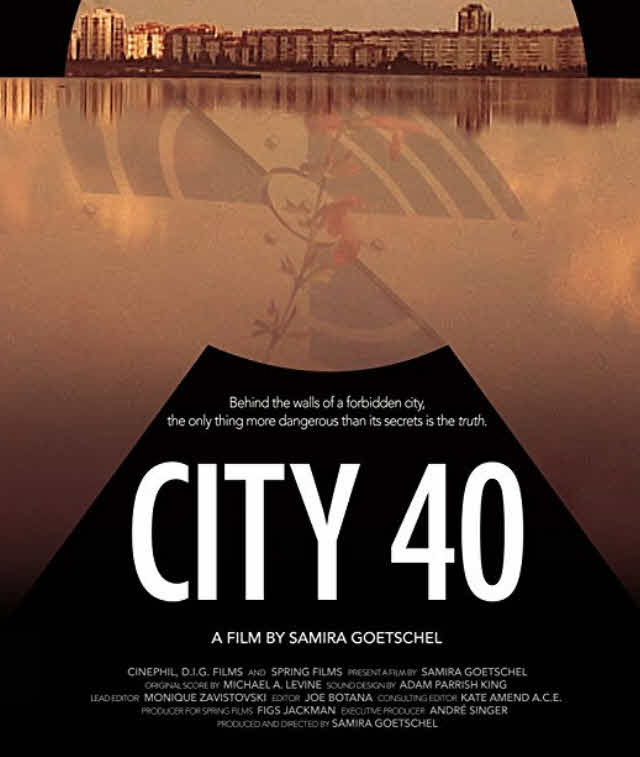 Behind the walls of a forbidden city,
the only thing more dangerous than its secrets is the truth.
CITY 40
A FILM BY SAMIRA GOETSCHEL
CINEPHIL, D.I.G. FILMS AND SPRING FILMS PRESENT A FILM BY SAMIRA GOETSCHEL
ORIGINAL SCORE BY MICHAEL A. LEVINE SOUND DESIGN BY ADAM PARRISH KING
LEAD EDITOR MONIQUE ZAVISTOVSKI EDITOR JOE BOTANA CONSULTING EDITOR KATE AMEND A.C.E.
PRODUCER FOR SPRING FILMS FIGS JACKMAN EXECUTIVE PRODUCER ANDRÉ SINGER
PRODUCED AND DIRECTED BY SAMIRA GOETSCHEL